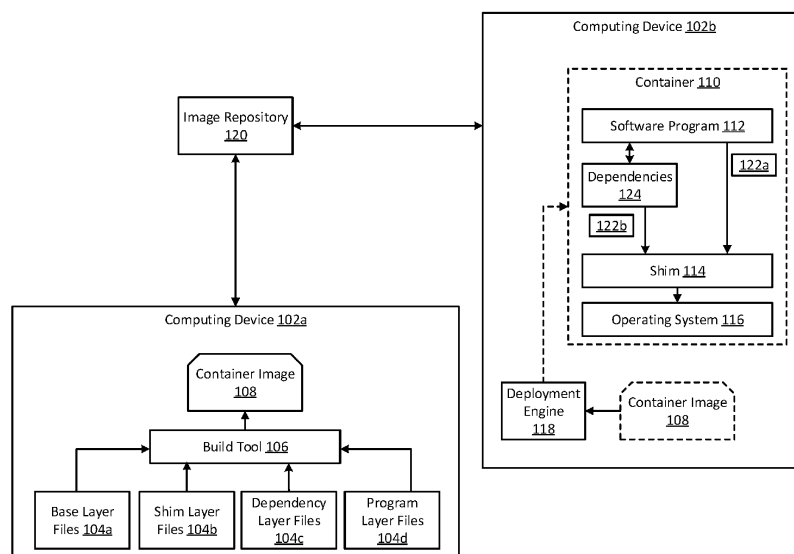 Computing Device 102b
Container 110
Image Repository
120
Software Program 112
122a
Dependencies
124
122b
Shim 114
Operating System 116
Computing Device 102a
Container Image
108
Deployment
Engine
118
Container Image
108
Build Tool 106
Base Layer
Files 104a
Shim Layer
Files 104b
Dependency
Layer Files
104c
Program Layer
Files 104d